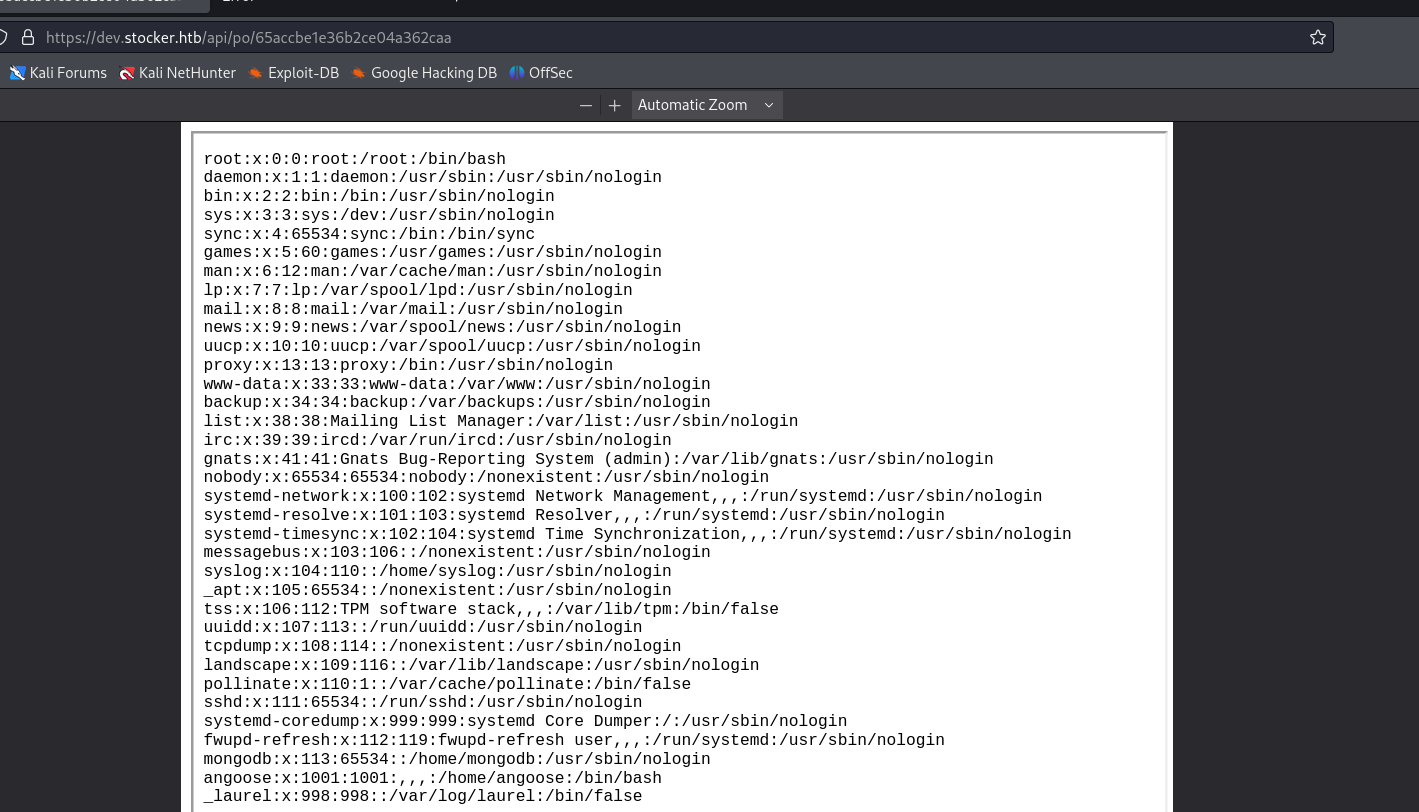 https://dev.stocker.htb/api/po/65accbe1e36b2ce04a362caa
Kali Forums Kali NetHunter Exploit-DB Google Hacking DB OffSec
Automatic Zoom
root:x:0:0:root:/root:/bin/bash
daemon:x:1:1:daemon:/usr/sbin:/usr/sbin/nologin
bin:x:2:2:bin:/bin:/usr/sbin/nologin
sys:x:3:3:sys:/dev:/usr/sbin/nologin
sync:x:4:65534:sync:/bin:/bin/sync
games:x:5:60:games:/usr/games:/usr/sbin/nologin
man:x:6:12:man:/var/cache/man:/usr/sbin/nologin
lp:x:7:7:lp:/var/spool/lpd:/usr/sbin/nologin
mail:x:8:8:mail:/var/mail:/usr/sbin/nologin
news:x:9:9:news:/var/spool/news:/usr/sbin/nologin
uucp:x:10:10:uucp:/var/spool/uucp:/usr/sbin/nologin
proxy:x:13:13:proxy:/bin:/usr/sbin/nologin
www-data:x:33:33:www-data:/var/www:/usr/sbin/nologin
backup:x:34:34:backup:/var/backups:/usr/sbin/nologin
list:x:38:38:Mailing List Manager:/var/list:/usr/sbin/nologin
irc:x:39:39:ircd:/var/run/ircd:/usr/sbin/nologin
gnats:x:41:41:Gnats Bug-Reporting System (admin):/var/lib/gnats:/usr/sbin/nologin
nobody:x:65534:65534:nobody:/nonexistent:/usr/sbin/nologin
systemd-network:x:100:102:systemd Network Management,,,:/run/systemd:/usr/sbin/nologin
systemd-resolve:x:101:103:systemd Resolver,,,:/run/systemd:/usr/sbin/nologin
systemd-timesync:x:102:104:systemd Time Synchronization,,,:/run/systemd:/usr/sbin/nologin
messagebus:x:103:106::/nonexistent:/usr/sbin/nologin
syslog:x:104:110::/home/syslog:/usr/sbin/nologin
_apt:x:105:65534::/nonexistent:/usr/sbin/nologin
tss:x:106:112:TPM software stack,,,:/var/lib/tpm:/bin/false
uuidd:x:107:113::/run/uuidd:/usr/sbin/nologin
tcpdump:x:108:114::/nonexistent:/usr/sbin/nologin
landscape:x:109:116::/var/lib/landscape:/usr/sbin/nologin
pollinate:x:110:1::/var/cache/pollinate:/bin/false
sshd:x:111:65534::/run/sshd:/usr/sbin/nologin
systemd-coredump:x:999:999:systemd Core Dumper:/:/usr/sbin/nologin
fwupd-refresh:x:112:119:fwupd-refresh user,,,:/run/systemd:/usr/sbin/nologin
mongodb:x:113:65534::/home/mongodb:/usr/sbin/nologin
angoose:x:1001:1001:,,,:/home/angoose:/bin/bash
_laurel:x:998:998::/var/log/laurel:/bin/false